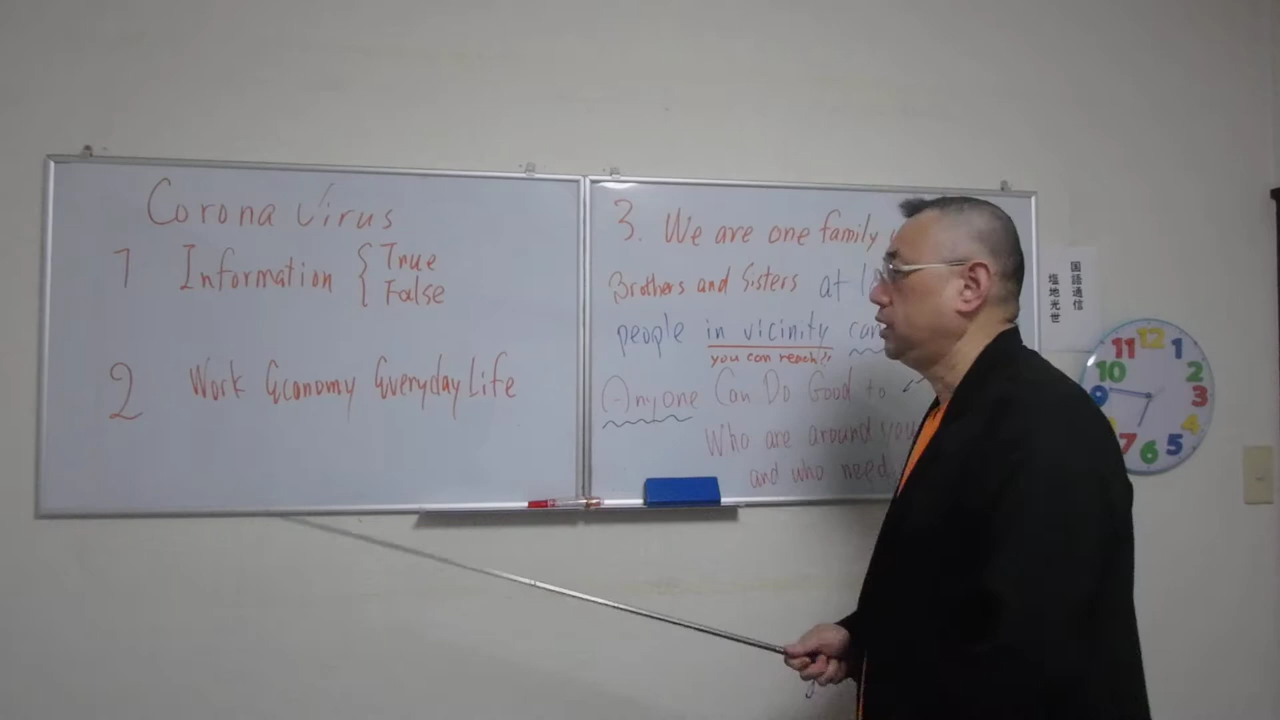 Corona Virus
1 Information { True
False
2 Work Economy Everyday Life
3. We are one family
Brothers and Sisters at
people in vicinity can
you can reach
Anyone Can Do Good to
Who are around you
and who need
国語通信
塩地光世
12
1
2
3
4
5
6
7
9
10
11